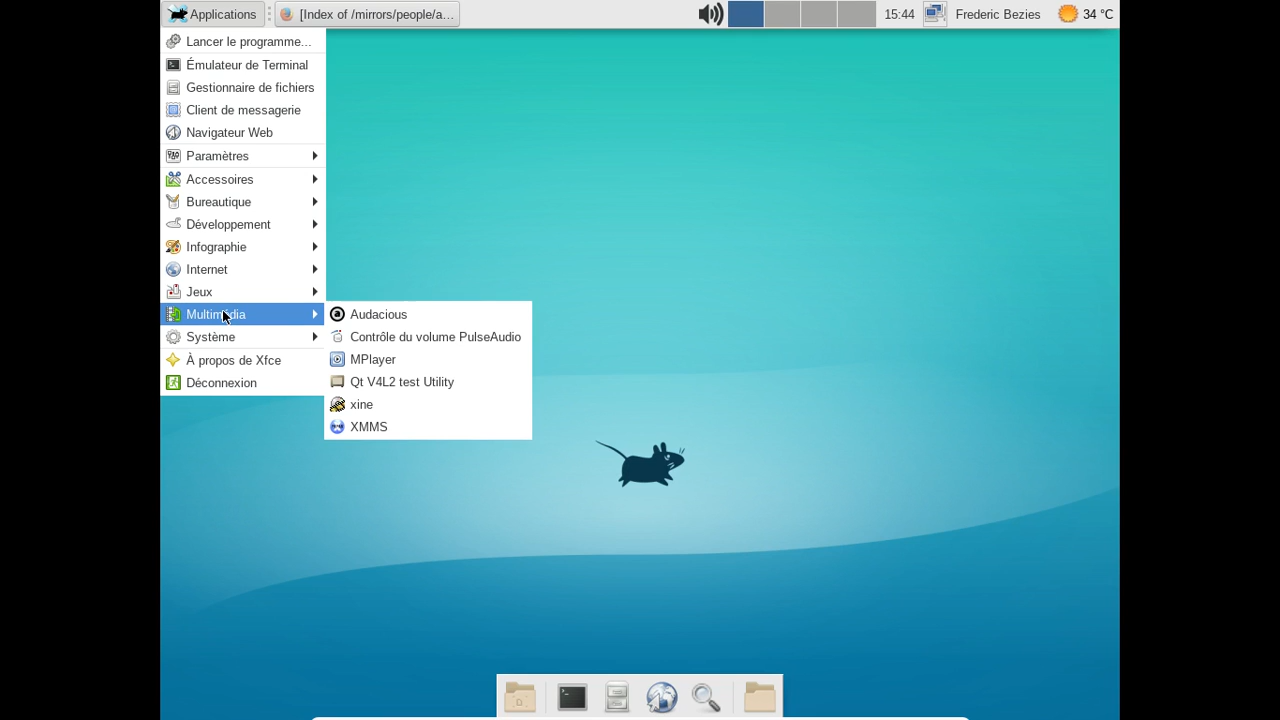 Applications
[Index of /mirrors/people/a...
15:44
Frederic Bezies
34 °C
Lancer le programme...
Émulateur de Terminal
Gestionnaire de fichiers
Client de messagerie
Navigateur Web
Paramètres
Accessoires
Bureautique
Développement
Infographie
Internet
Jeux
Multimédia
Système
À propos de Xfce
Déconnexion
Audacious
Contrôle du volume PulseAudio
MPlayer
Qt V4L2 test Utility
xine
XMMS